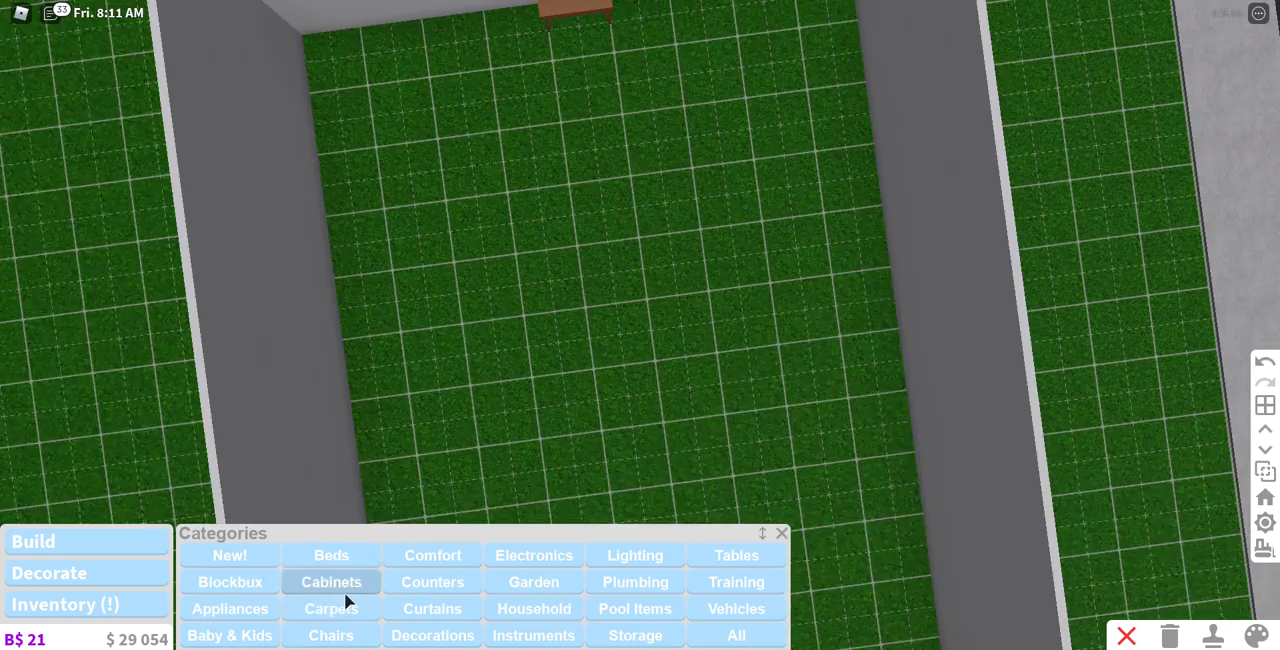 33 Fri. 8:11 AM
Categories
New! Beds Comfort Electronics Lighting Tables
Blockbux Cabinets Counters Garden Plumbing Training
Appliances Carpets Curtains Household Pool Items Vehicles
Baby & Kids Chairs Decorations Instruments Storage All
Build
Decorate
Inventory (!)
B$ 21 $ 29 054